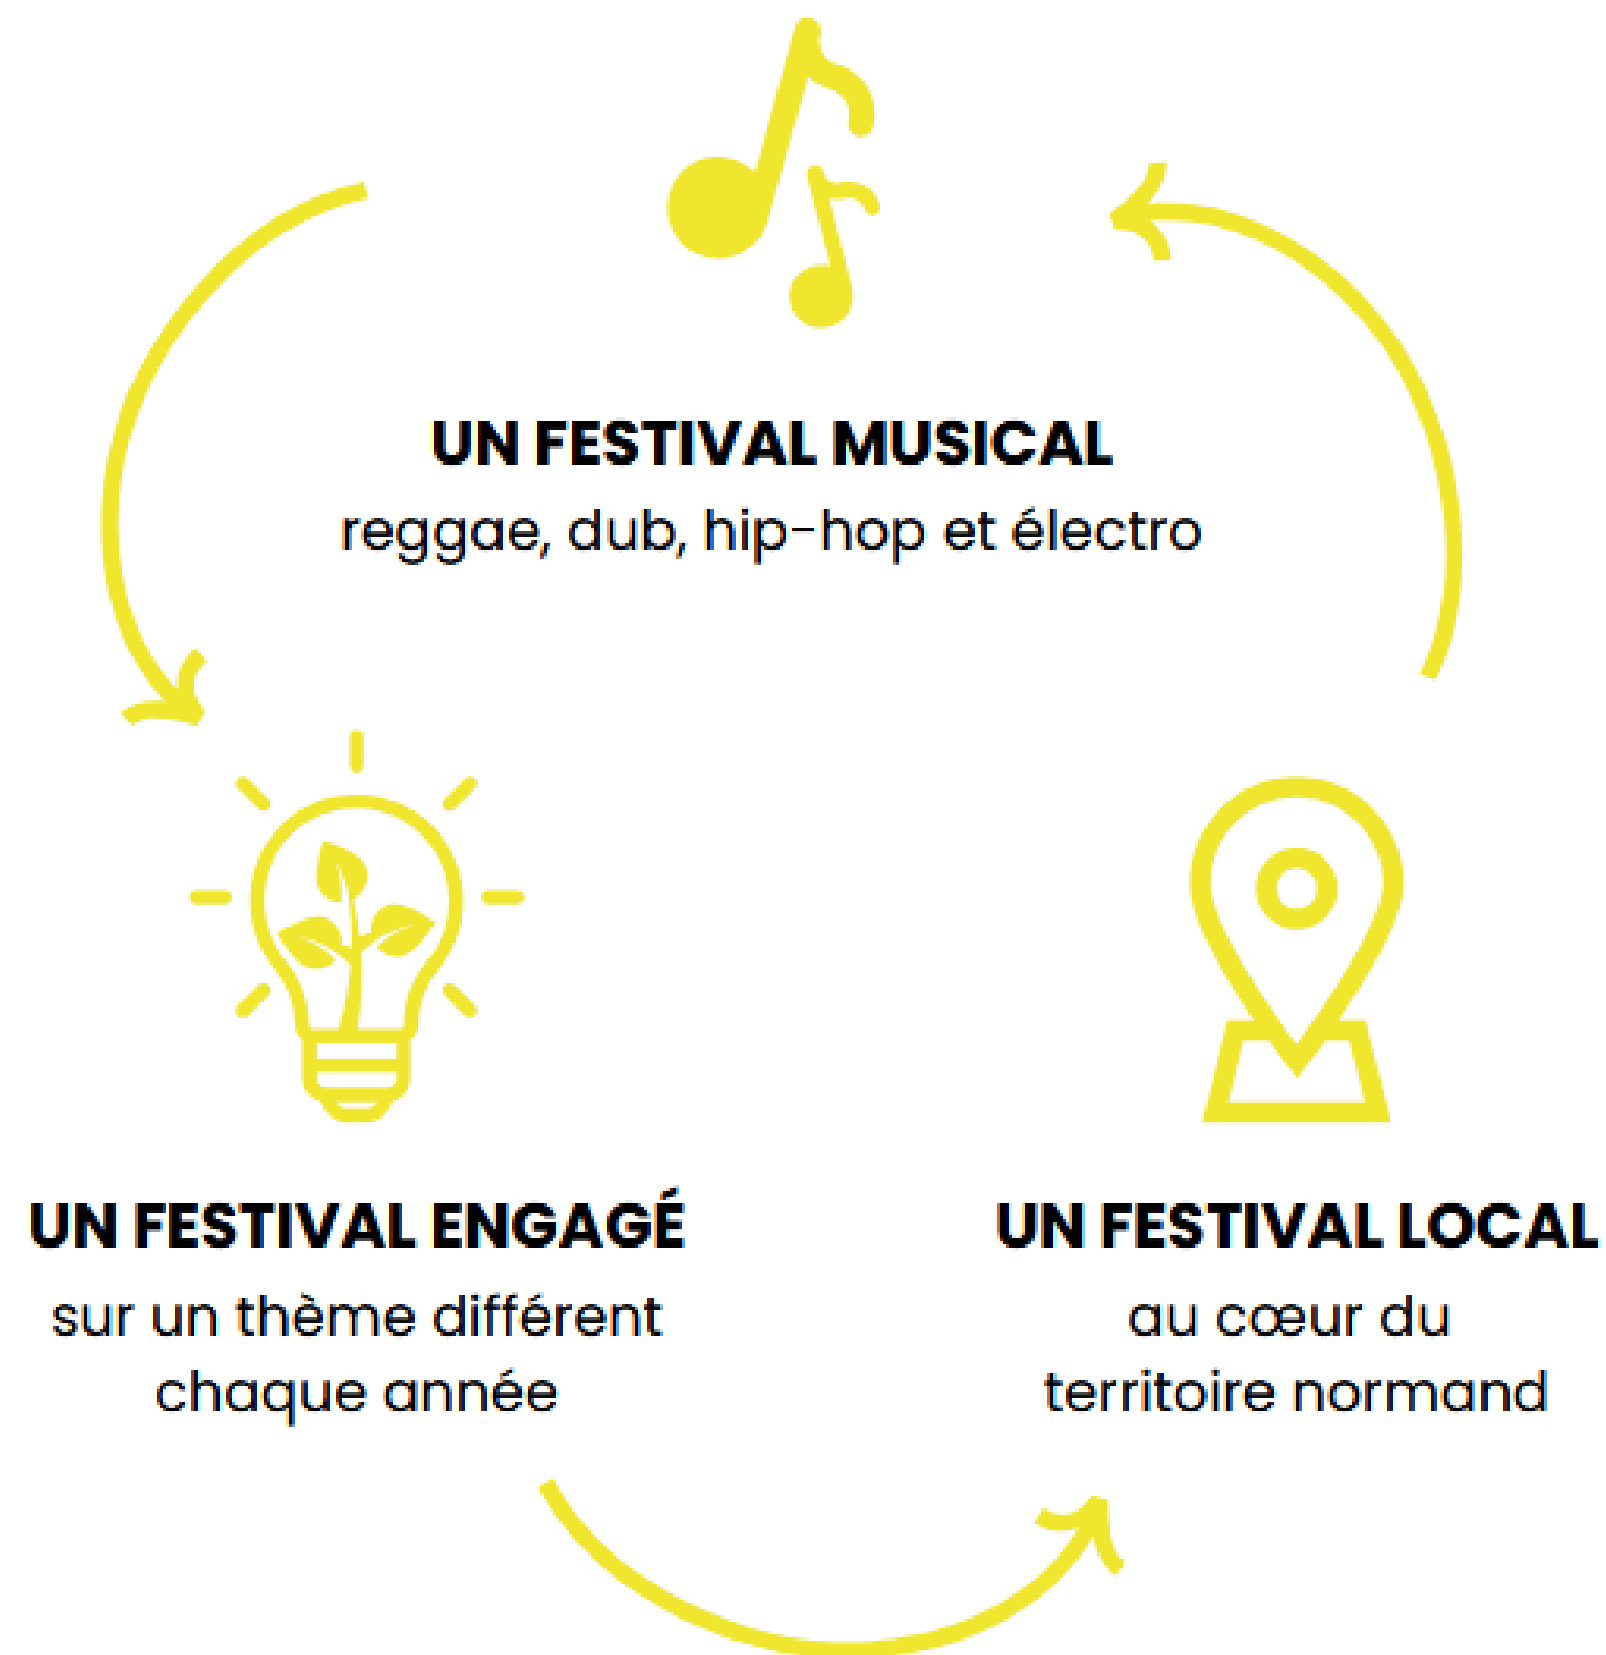 UN FESTIVAL MUSICAL
reggae, dub, hip-hop et électro
UN FESTIVAL ENGAGÉ
sur un thème différent
chaque année
UN FESTIVAL LOCAL
au cœur du
territoire normand